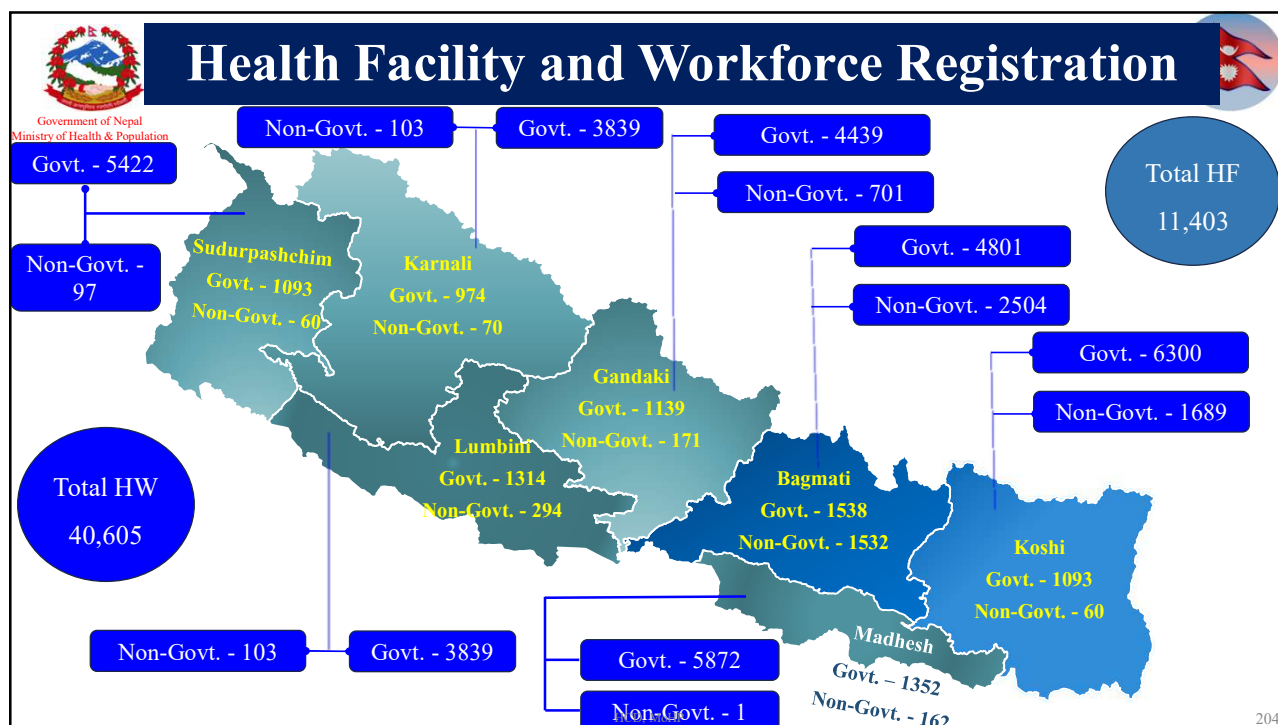 Health Facility and Workforce Registration
Government of Nepal
Ministry of Health & Population
Non-Govt. - 103
Govt. - 3839
Govt. - 4439
Non-Govt. - 701
Total HF
11,403
Govt. - 5422
Non-Govt. -
97
Govt. - 4801
Non-Govt. - 2504
Govt. - 6300
Non-Govt. - 1689
Sudurpashchim
Govt. - 1093
Non-Govt. - 60
Karnali
Govt. - 974
Non-Govt. - 70
Gandaki
Govt. - 1139
Non-Govt. - 171
Lumbini
Govt. - 1314
Non-Govt. - 294
Bagmati
Govt. - 1538
Non-Govt. - 1532
Koshi
Govt. - 1093
Non-Govt. - 60
Total HW
40,605
Non-Govt. - 103
Govt. - 3839
Madhesh
Govt. – 1352
Non-Govt. - 162
Govt. - 5872
Non-Govt. - 1
204